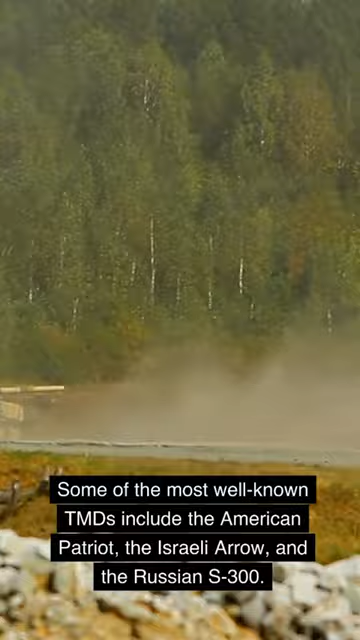 Some of the most well-known
TMDs include the American
Patriot, the Israeli Arrow, and
the Russian S-300.